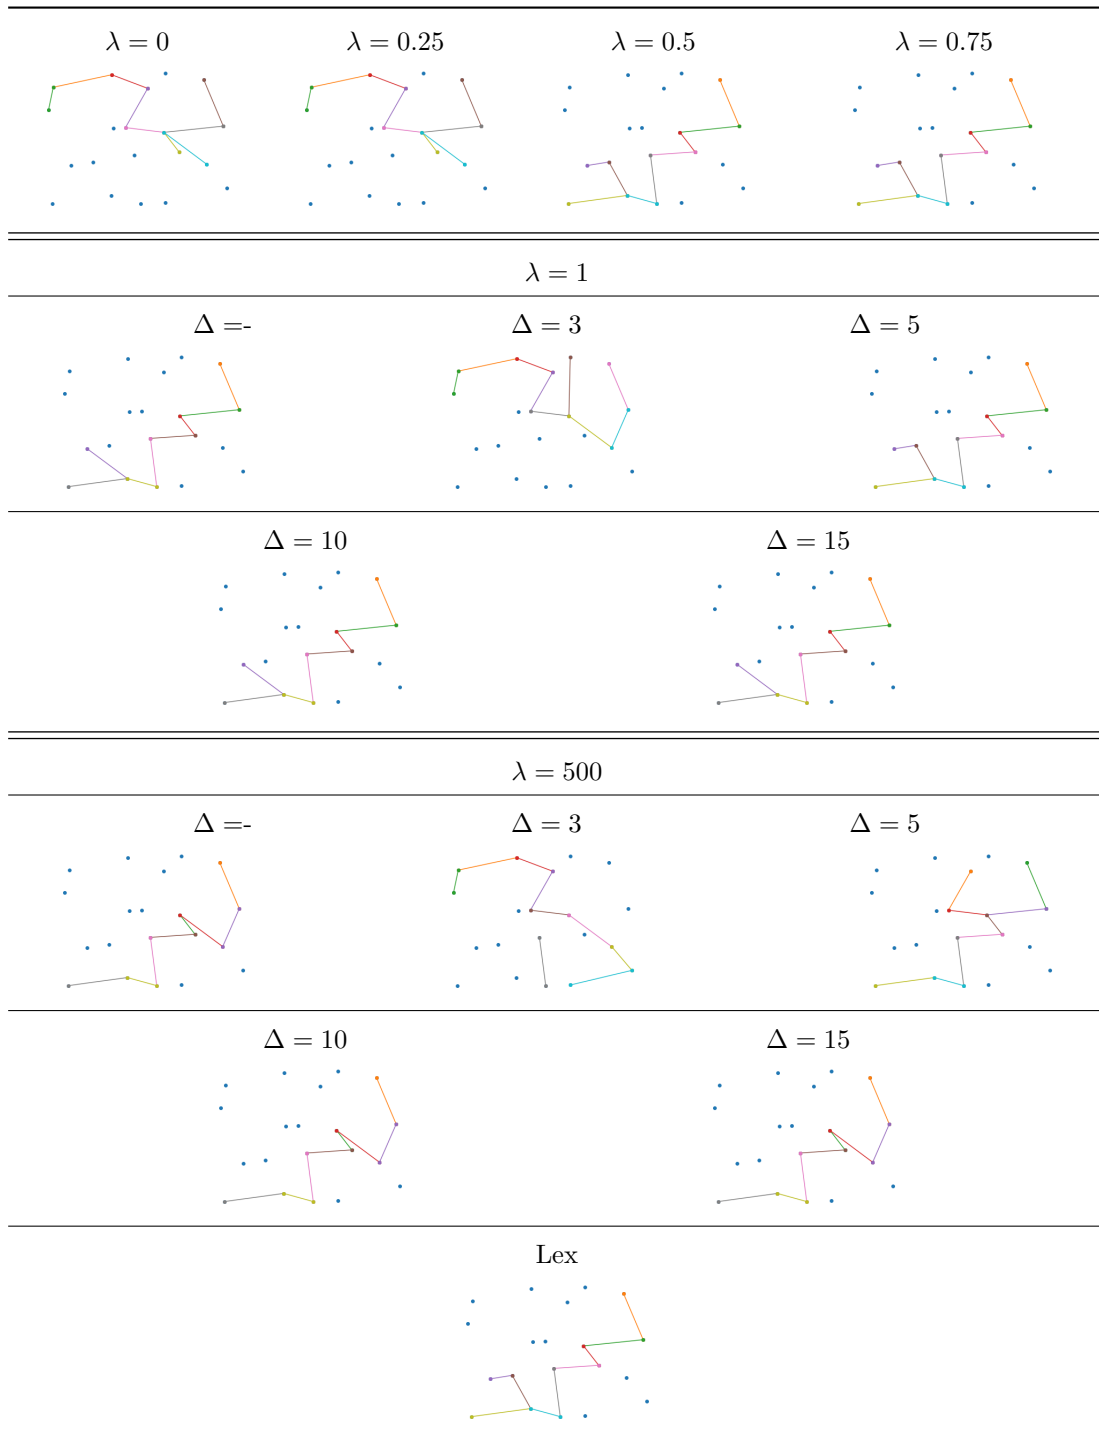 λ = 0 λ = 0.25 λ = 0.5 λ = 0.75
λ = 1
Δ =- Δ = 3 Δ = 5
Δ = 10 Δ = 15
λ = 500
Δ =- Δ = 3 Δ = 5
Δ = 10 Δ = 15
Lex